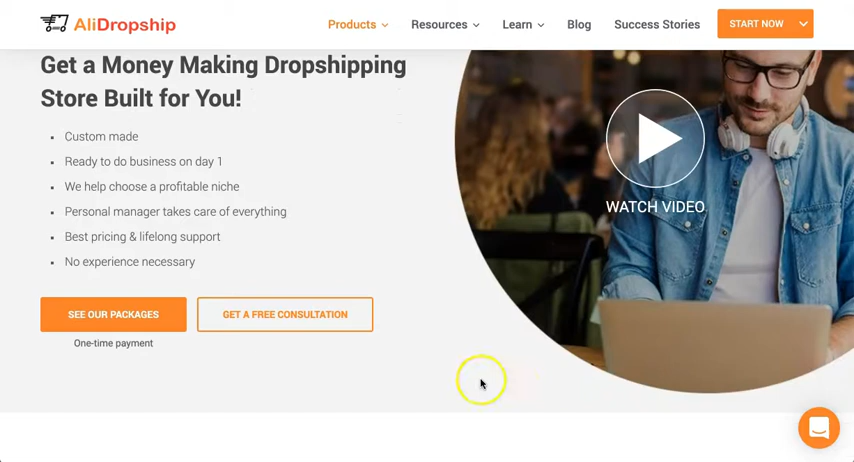 AliDropship
Products
Resources
Learn
Blog
Success Stories
START NOW
Get a Money Making Dropshipping
Store Built for You!
Custom made
Ready to do business on day 1
We help choose a profitable niche
Personal manager takes care of everything
Best pricing & lifelong support
No experience necessary
SEE OUR PACKAGES
GET A FREE CONSULTATION
One-time payment
WATCH VIDEO